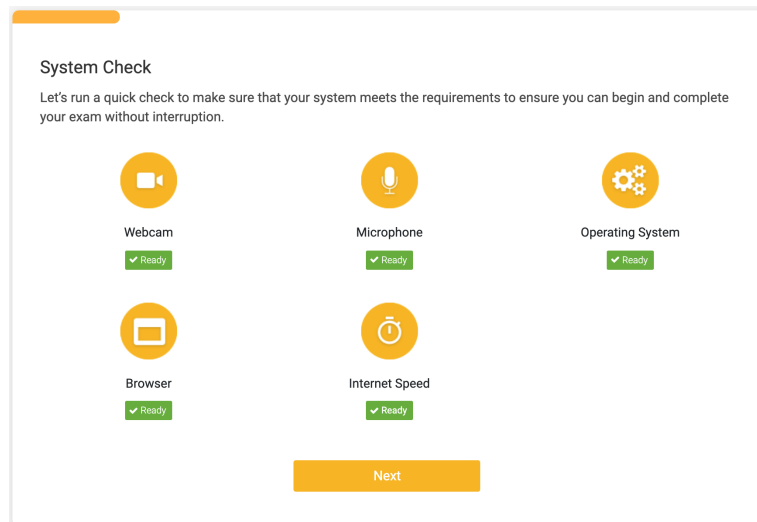 System Check
Let's run a quick check to make sure that your system meets the requirements to ensure you can begin and complete
your exam without interruption.
Webcam
Microphone
Operating System
Ready
Ready
Ready
Browser
Internet Speed
Ready
Ready
Next